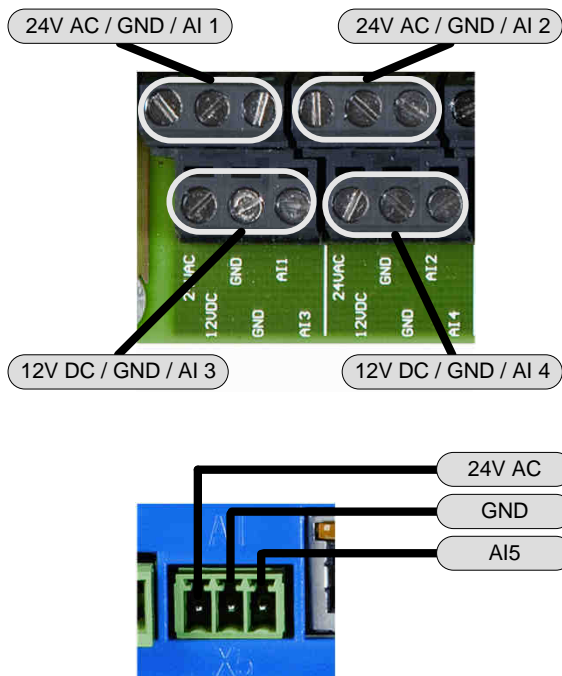 24V AC / GND / AI 1
24V AC / GND / AI 2
24VAC GND AI1 24VAC GND AI2
12VDC GND AI3 12VDC GND AI4
12V DC / GND / AI 3
12V DC / GND / AI 4
24V AC
GND
AI5
X5